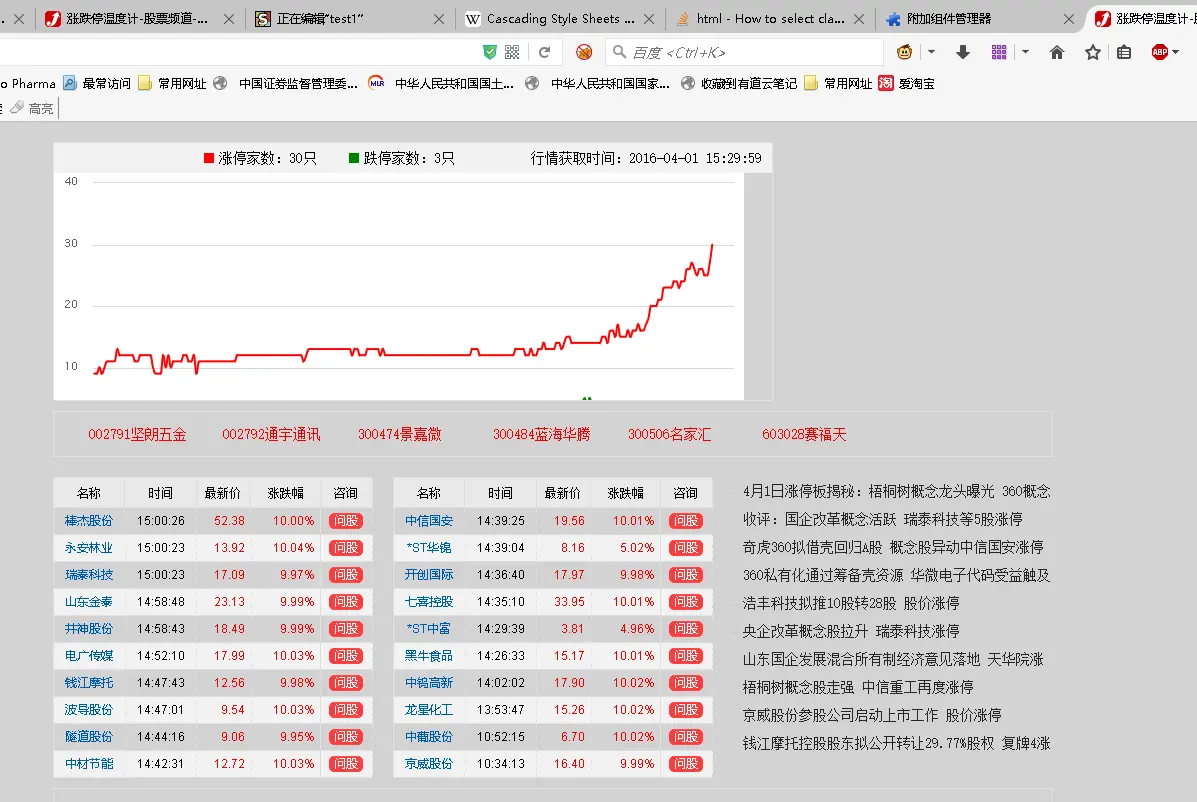 涨跌停温度计-股票频道-... 正在编辑"test1" Cascading Style Sheets ... html - How to select cla... 附加组件管理器 涨跌停温度计-
百度 <Ctrl+K>
o Pharma 最常访问 常用网址 中国证券监督管理委... 中华人民共和国国土... 中华人民共和国国家... 收藏到有道云笔记 常用网址 爱淘宝
高亮
涨停家数：30只 跌停家数：3只 行情获取时间：2016-04-01 15:29:59
40
30
20
10
002791坚朗五金 002792通宇通讯 300474景嘉微 300484蓝海华腾 300506名家汇 603028赛福天
名称 时间 最新价 涨跌幅 咨询 名称 时间 最新价 涨跌幅 咨询
棒杰股份 15:00:26 52.38 10.00% 问股 中信国安 14:39:25 19.56 10.01% 问股
永安林业 15:00:23 13.92 10.04% 问股 *ST华锦 14:39:04 8.16 5.02% 问股
瑞泰科技 15:00:23 17.09 9.97% 问股 开创国际 14:36:40 17.97 9.98% 问股
山东金泰 14:58:48 23.13 9.99% 问股 七喜控股 14:35:10 33.95 10.01% 问股
井神股份 14:58:43 18.49 9.99% 问股 *ST中富 14:29:39 3.81 4.96% 问股
电广传媒 14:52:10 17.99 10.03% 问股 黑牛食品 14:26:33 15.17 10.01% 问股
钱江摩托 14:47:43 12.56 9.98% 问股 中钨高新 14:02:02 17.90 10.02% 问股
波导股份 14:47:01 9.54 10.03% 问股 龙星化工 13:53:47 15.26 10.02% 问股
隧道股份 14:44:16 9.06 9.95% 问股 中葡股份 10:52:15 6.70 10.02% 问股
中材节能 14:42:31 12.72 10.03% 问股 京威股份 10:34:13 16.40 9.99% 问股
4月1日涨停板揭秘：梧桐树概念龙头曝光 360概念
收评：国企改革概念活跃 瑞泰科技等5股涨停
奇虎360拟借壳回归A股 概念股异动中信国安涨停
360私有化通过筹备壳资源 华微电子代码受益触及
浩丰科技拟推10股转28股 股价涨停
央企改革概念股拉升 瑞泰科技涨停
山东国企发展混合所有制经济意见落地 天华院涨
梧桐树概念股走强 中信重工再度涨停
京威股份参股公司启动上市工作 股价涨停
钱江摩托控股股东拟公开转让29.77%股权 复牌4涨